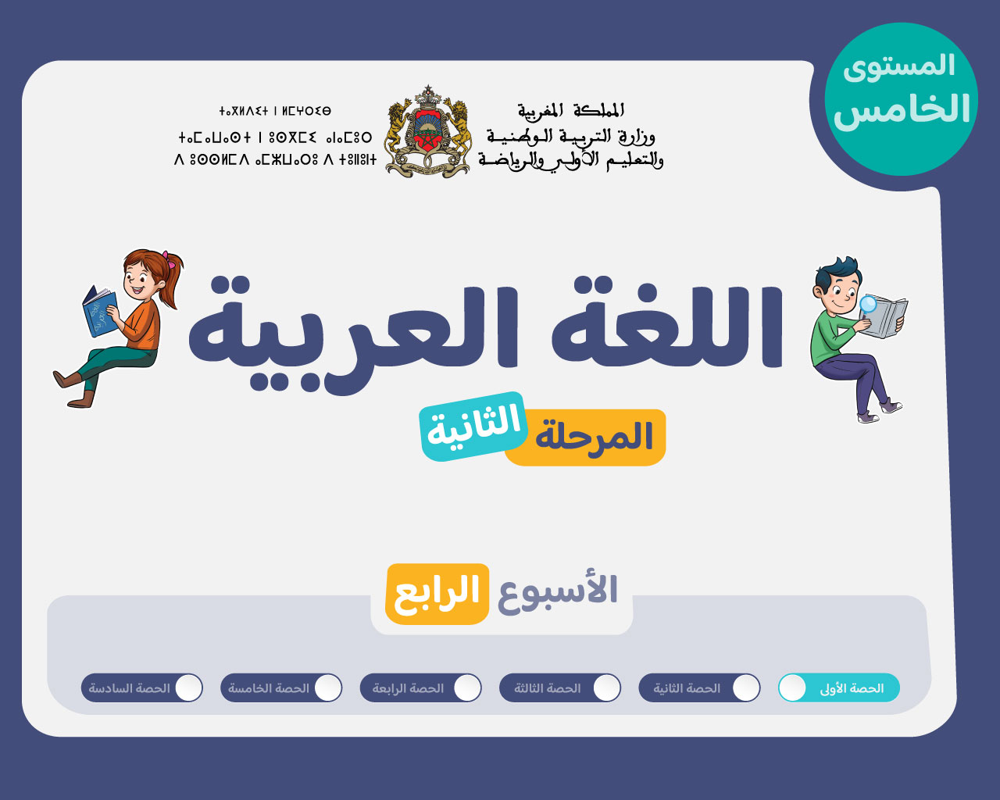 المستوى
الخامس
المملكة المغربية
وزارة التربية الوطنية
والتعليم الأولي والرياضة
ⵜⴰⴳⵍⴷⵉⵜ ⵏ ⵍⵎⵖⵔⵉⴱ
ⵜⴰⵎⴰⵡⴰⵙⵜ ⵏ ⵓⵙⴳⵎⵉ ⴰⵏⴰⵎⵓⵔ
ⴷ ⵓⵙⵙⵍⵎⴷ ⴰⵎⵣⵡⴰⵔⵓ ⴷ ⵜⵓⵏⵏⵓⵏⵜ
اللغة العربية
المرحلة الثانية
الأسبوع الرابع
الحصة الأولى
الحصة الثانية
الحصة الثالثة
الحصة الرابعة
الحصة الخامسة
الحصة السادسة